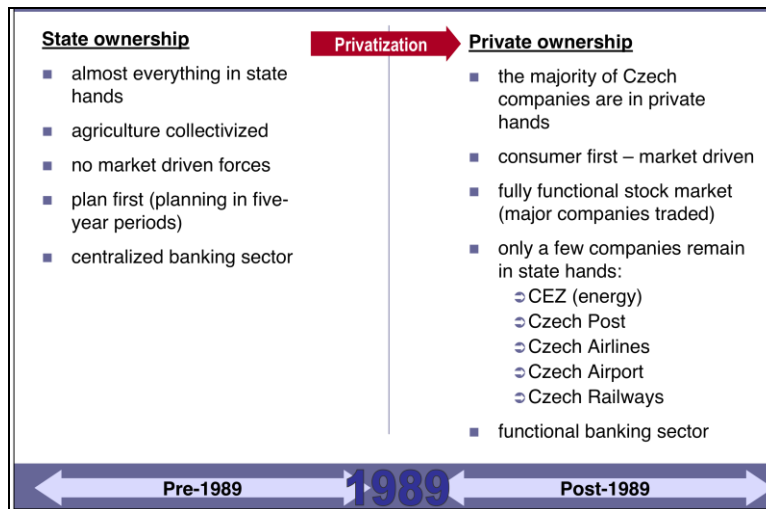 State ownership
almost everything in state
hands
agriculture collectivized
no market driven forces
plan first (planning in five-
year periods)
centralized banking sector
Privatization
Private ownership
the majority of Czech
companies are in private
hands
consumer first – market driven
fully functional stock market
(major companies traded)
only a few companies remain
in state hands:
CEZ (energy)
Czech Post
Czech Airlines
Czech Airport
Czech Railways
functional banking sector
Pre-1989
1989
Post-1989